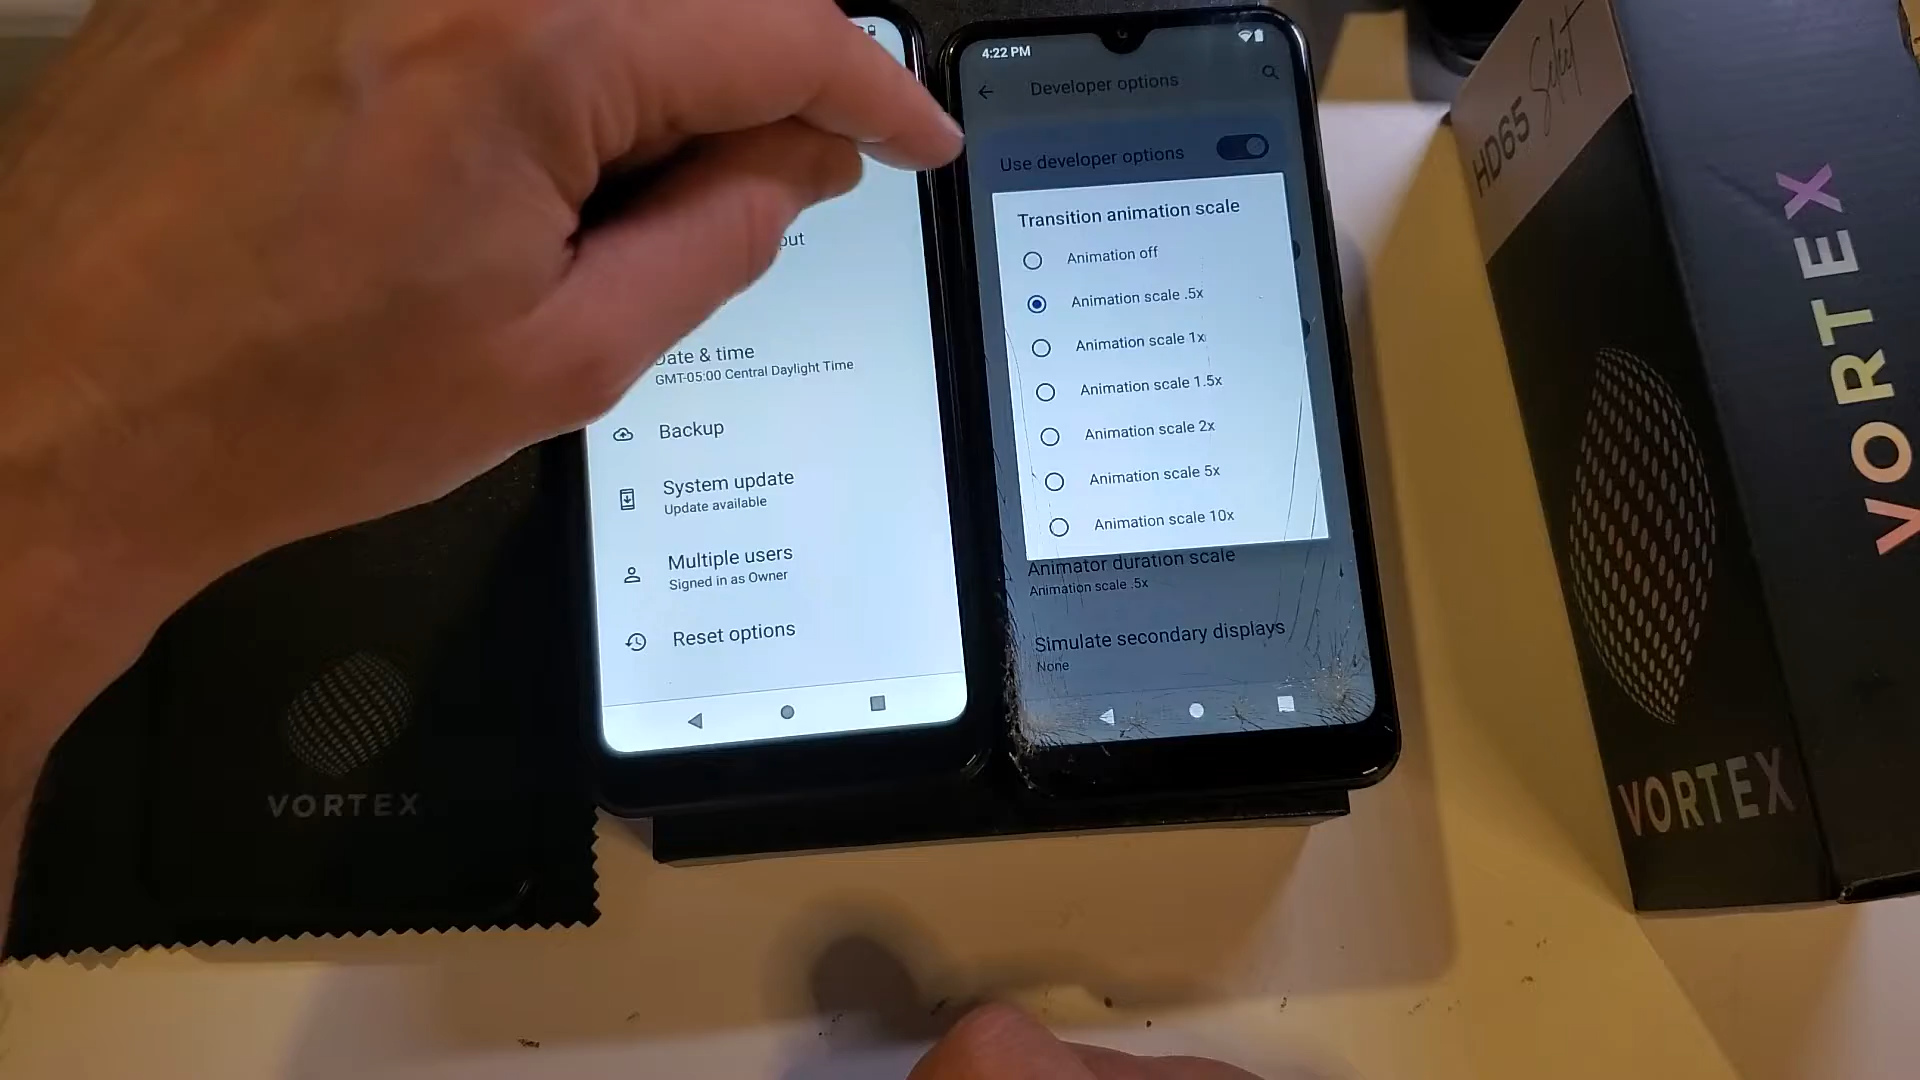 put
Date & time
GMT-05:00 Central Daylight Time
Backup
System update
Update available
Multiple users
Signed in as Owner
Reset options
4:22 PM
Developer options
Use developer options
Transition animation scale
Animation off
Animation scale .5x
Animation scale 1x
Animation scale 1.5x
Animation scale 2x
Animation scale 5x
Animation scale 10x
Animator duration scale
Animation scale .5x
Simulate secondary displays
None
HD65 Select
VORTEX
VORTEX
VORTEX